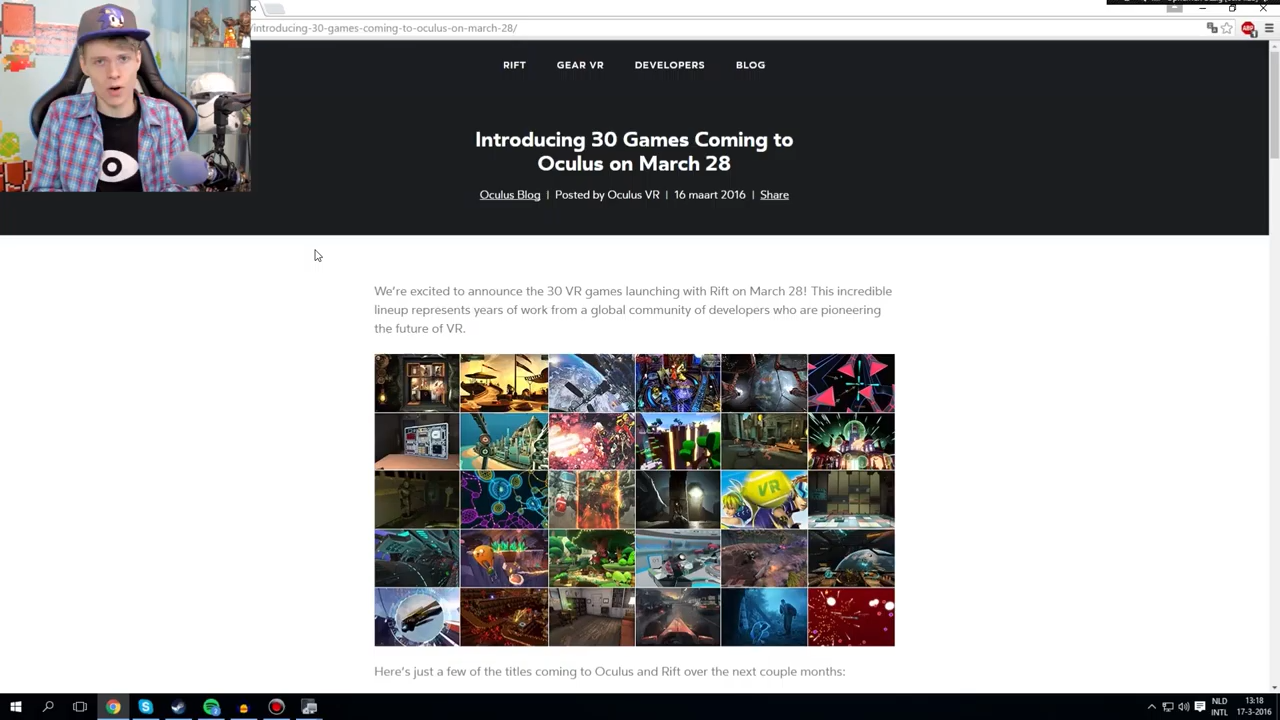 introducing-30-games-coming-to-oculus-on-march-28/
ABP
RIFT
GEAR VR
DEVELOPERS
BLOG
Introducing 30 Games Coming to
Oculus on March 28
Oculus Blog | Posted by Oculus VR | 16 maart 2016 | Share
We're excited to announce the 30 VR games launching with Rift on March 28! This incredible
lineup represents years of work from a global community of developers who are pioneering
the future of VR.
VR
Here's just a few of the titles coming to Oculus and Rift over the next couple months:
NLD
INTL
13:18
17-3-2016